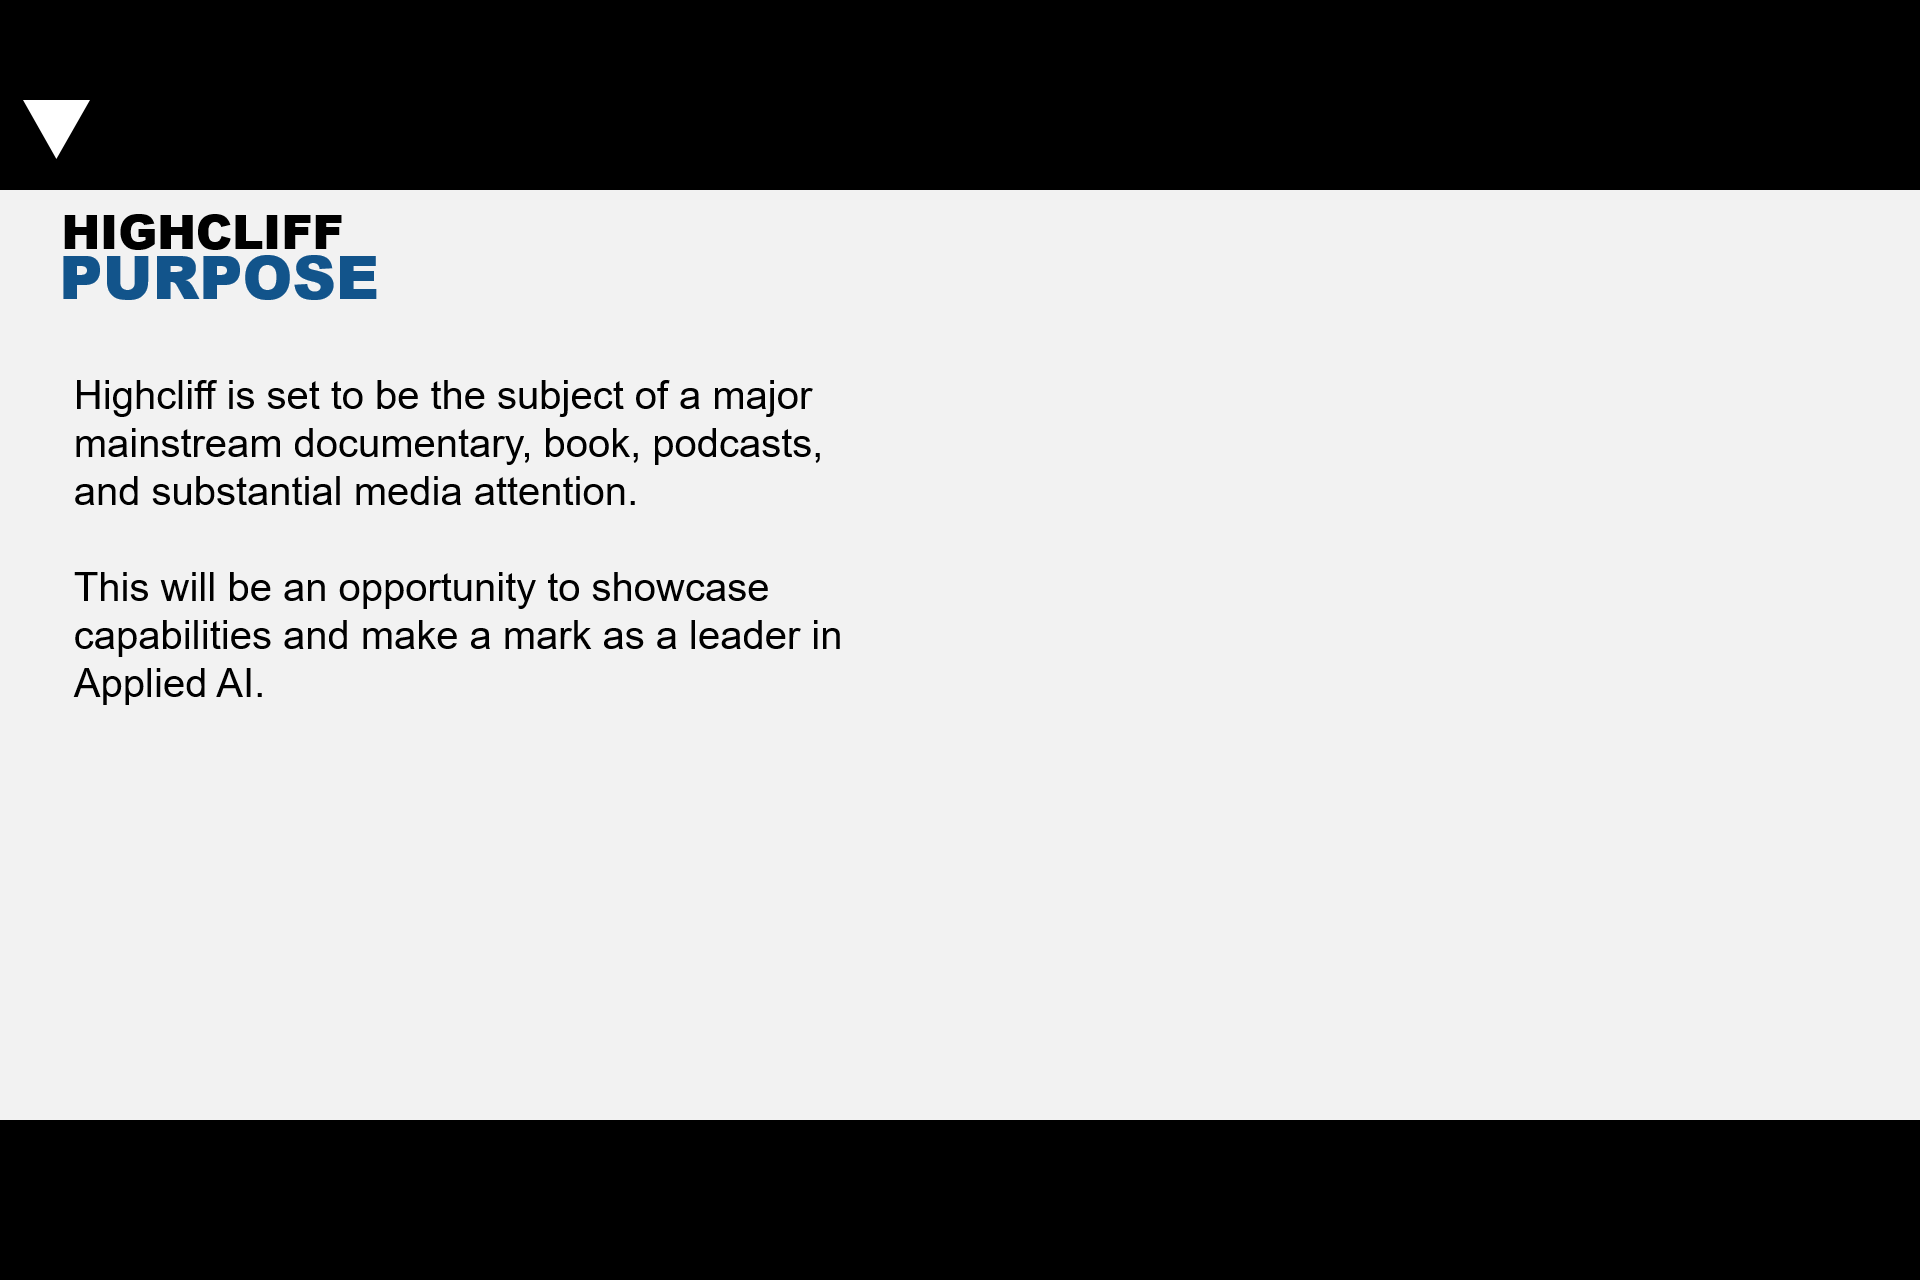 HIGHCLIFF
PURPOSE
Highcliff is set to be the subject of a major
mainstream documentary, book, podcasts,
and substantial media attention.
This will be an opportunity to showcase
capabilities and make a mark as a leader in
Applied AI.